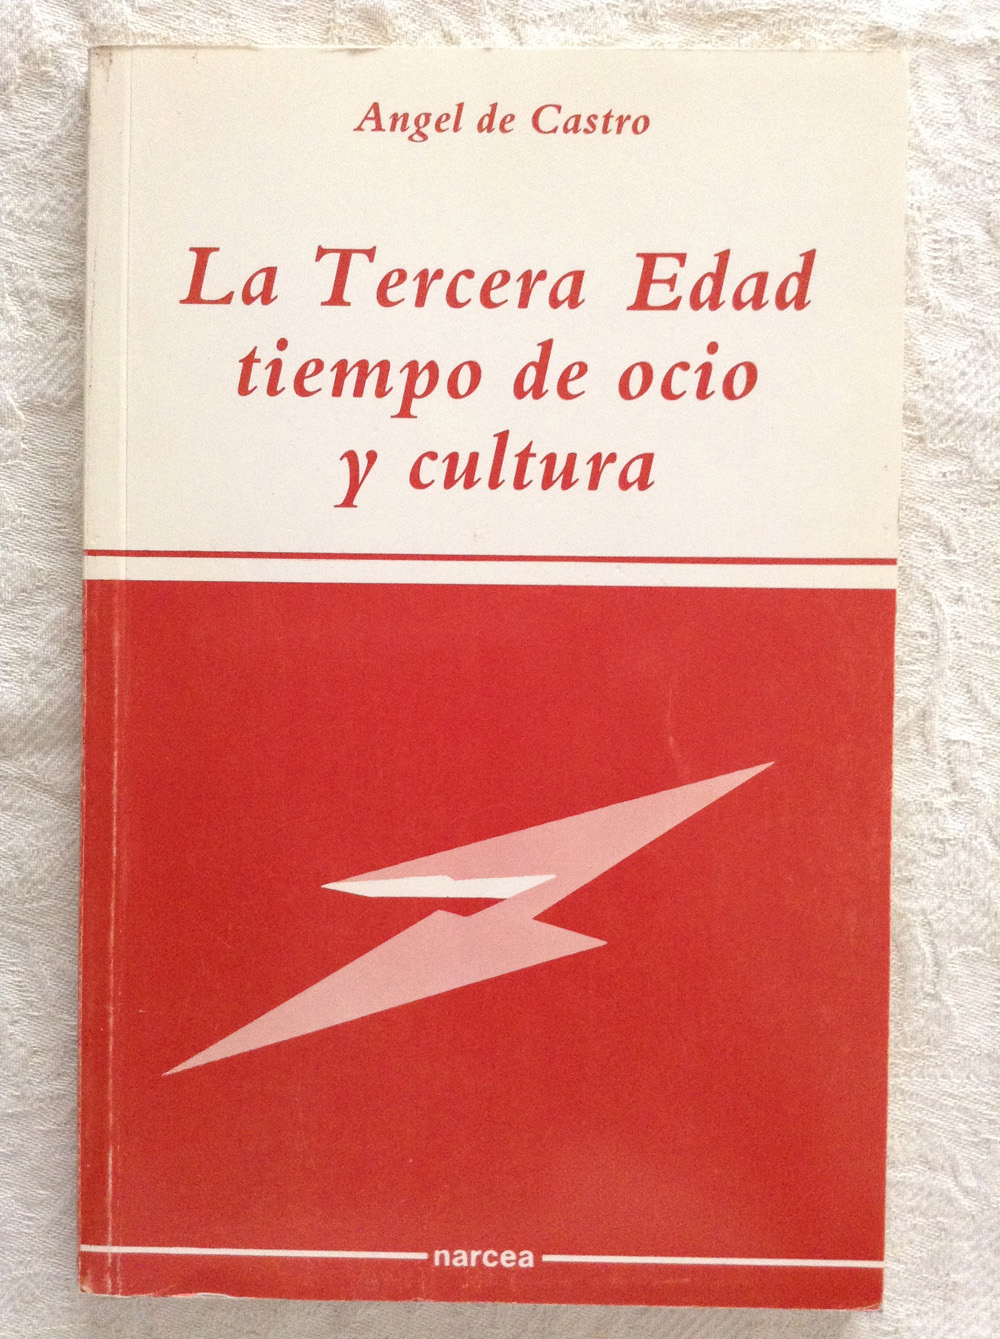 Angel de Castro
La Tercera Edad
tiempo de ocio
y cultura
narcea